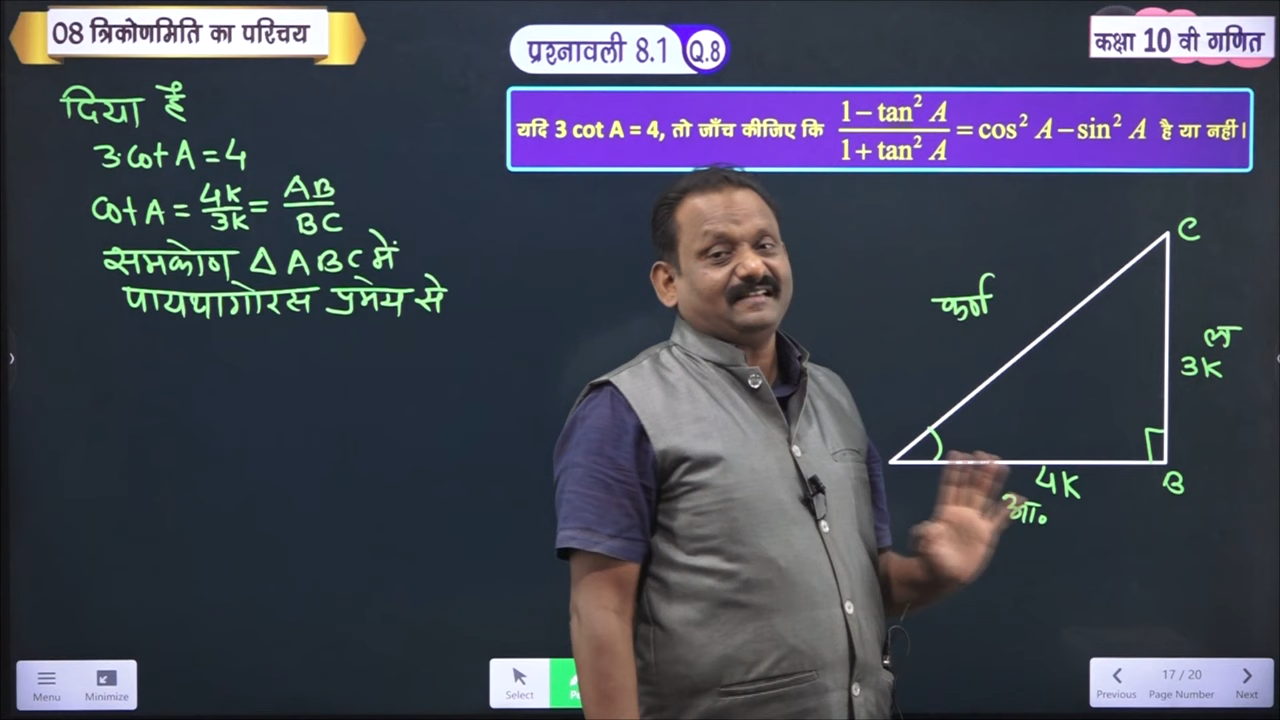 08 त्रिकोणमिति का परिचय
प्रश्नावली 8.1 Q.8
कक्षा 10 वी गणित
यदि 3 cot A = 4, तो जाँच कीजिए कि (1 – tan² A)/(1 + tan² A) = cos² A – sin² A है या नहीं।
दिया है
3·cot A = 4
cot A = 4K/3K = AB/BC
समकोण △ ABC में
पायथागोरस प्रमेय से
C
कर्ण
ल
3K
4K
B
आ०
Menu
Minimize
Select
17 / 20
Previous
Page Number
Next